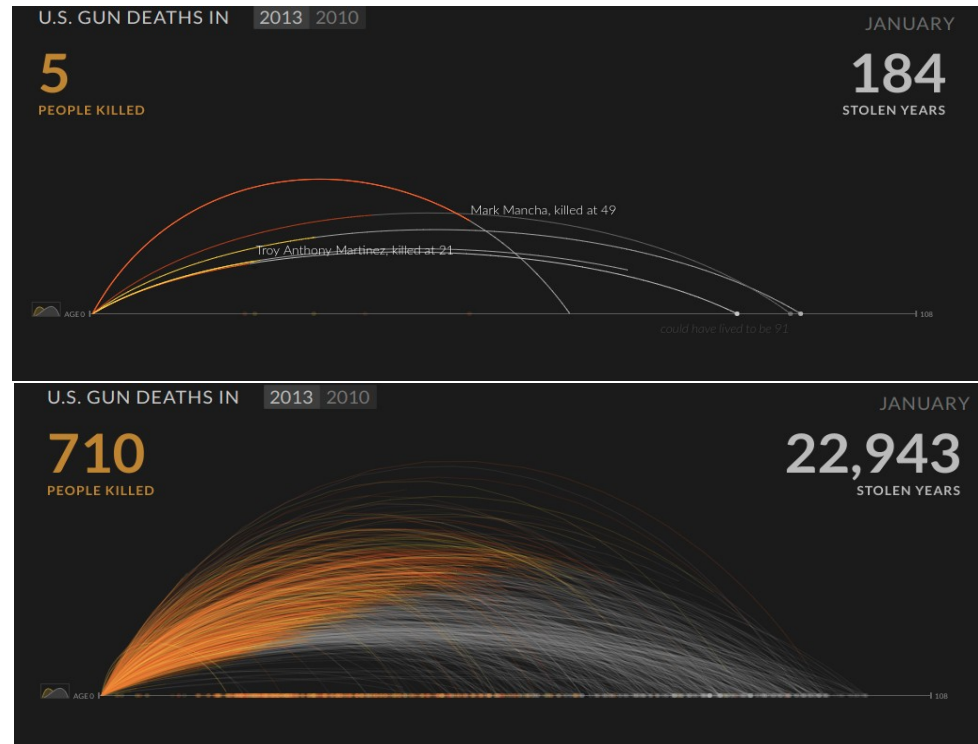 U.S. GUN DEATHS IN 2013 2010
JANUARY
5
PEOPLE KILLED
184
STOLEN YEARS
Mark Mancha, killed at 49
Troy Anthony Martinez, killed at 21
AGE 0
108
could have lived to be 91
U.S. GUN DEATHS IN 2013 2010
JANUARY
710
PEOPLE KILLED
22,943
STOLEN YEARS
AGE 0
108